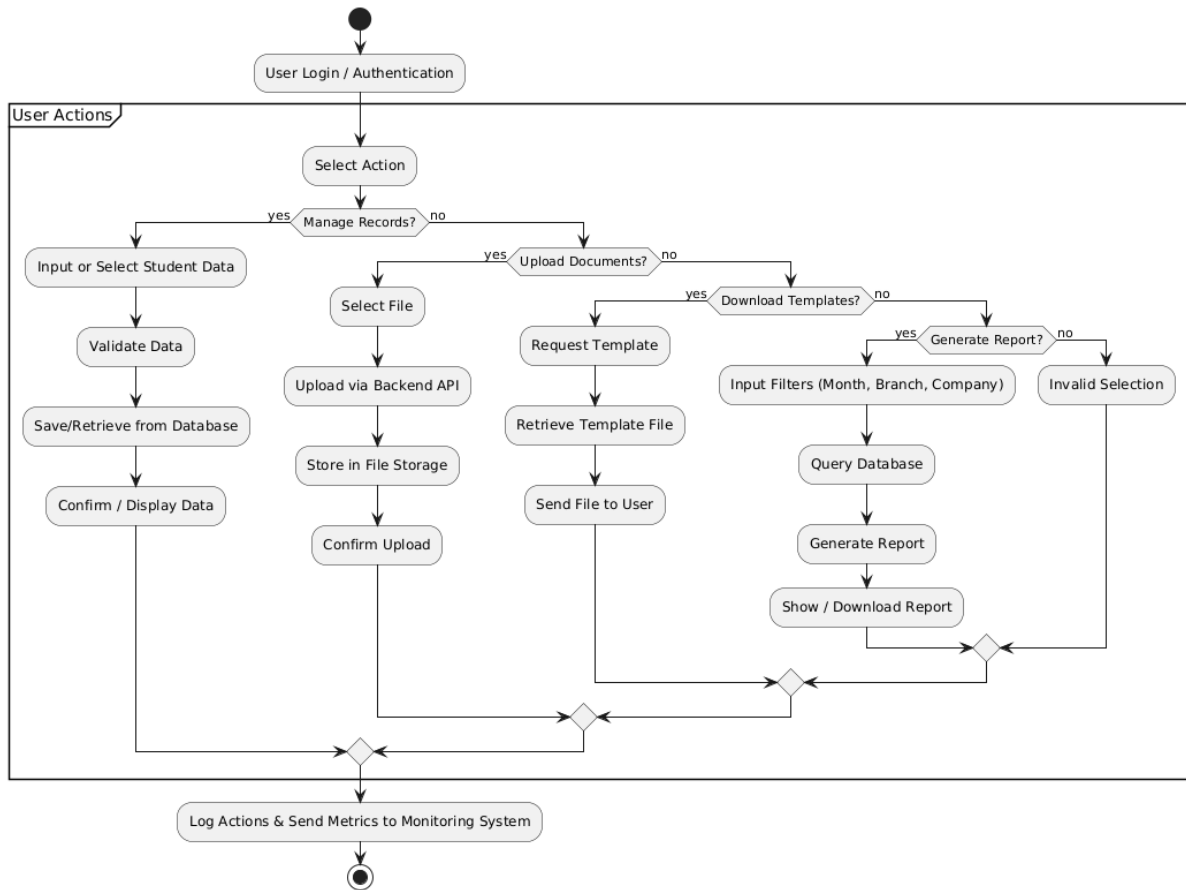 User Login / Authentication
User Actions
Select Action
yes
Manage Records?
no
Input or Select Student Data
yes
Upload Documents?
no
Validate Data
Select File
yes
Download Templates?
no
Save/Retrieve from Database
Upload via Backend API
Request Template
yes
Generate Report?
no
Confirm / Display Data
Store in File Storage
Retrieve Template File
Input Filters (Month, Branch, Company)
Invalid Selection
Confirm Upload
Send File to User
Query Database
Generate Report
Show / Download Report
Log Actions & Send Metrics to Monitoring System